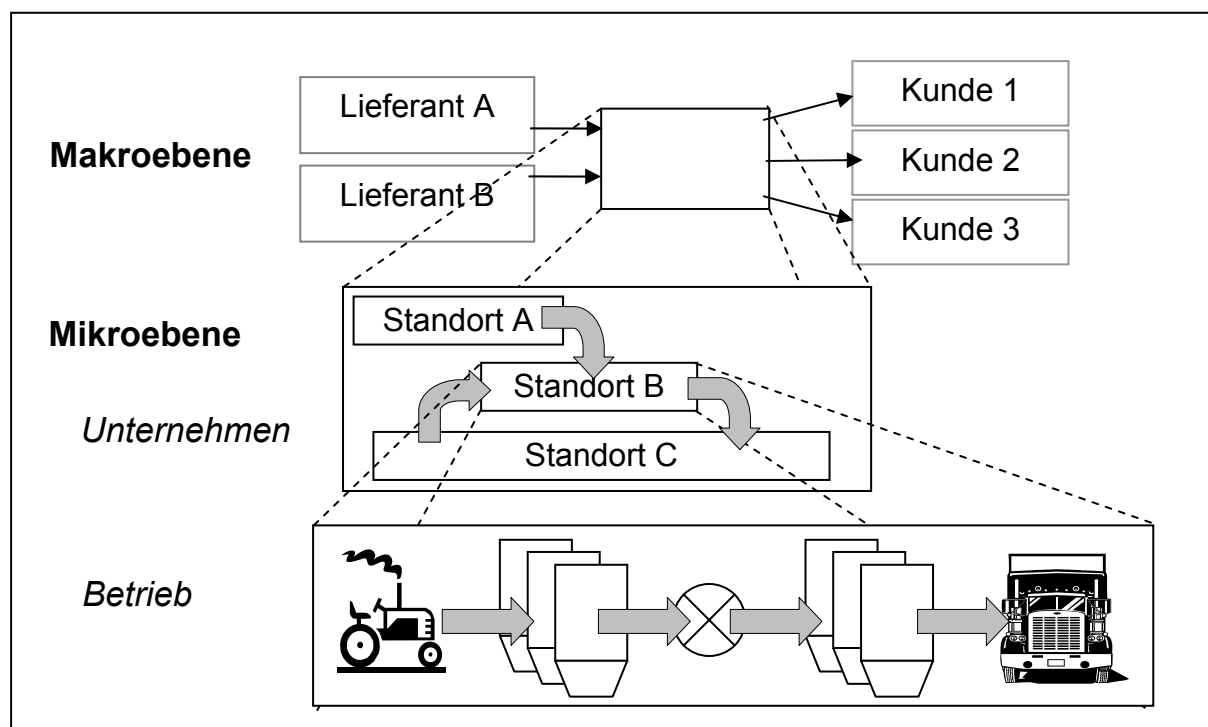 Makroebene
Lieferant A
Lieferant B
Kunde 1
Kunde 2
Kunde 3
Mikroebene
Unternehmen
Standort A
Standort B
Standort C
Betrieb